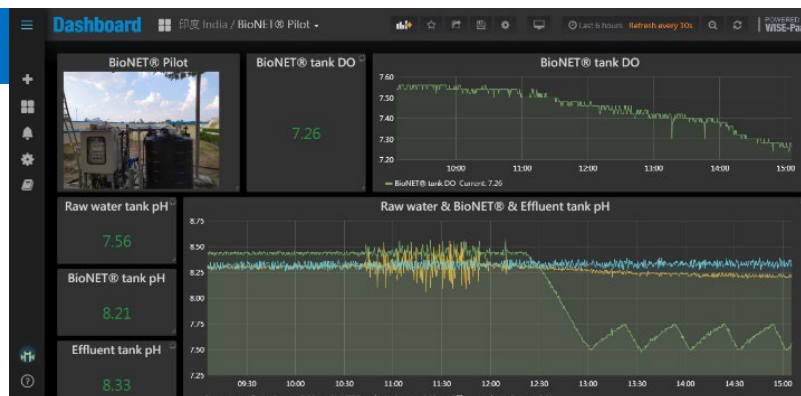 Dashboard 印度 India / BioNET® Pilot Last 6 hours Refresh every 10s POWERED
WISE-Pa
BioNET® Pilot
BioNET® tank DO
7.26
BioNET® tank DO
7.60
7.50
7.40
7.30
7.20
10:00 11:00 12:00 13:00 14:00 15:00
BioNET® tank DO Current: 7.26
Raw water tank pH
7.56
BioNET® tank pH
8.21
Effluent tank pH
8.33
Raw water & BioNET® & Effluent tank pH
8.75
8.50
8.25
8.00
7.75
7.50
7.25
09:30 10:00 10:30 11:00 11:30 12:00 12:30 13:00 13:30 14:00 14:30 15:00